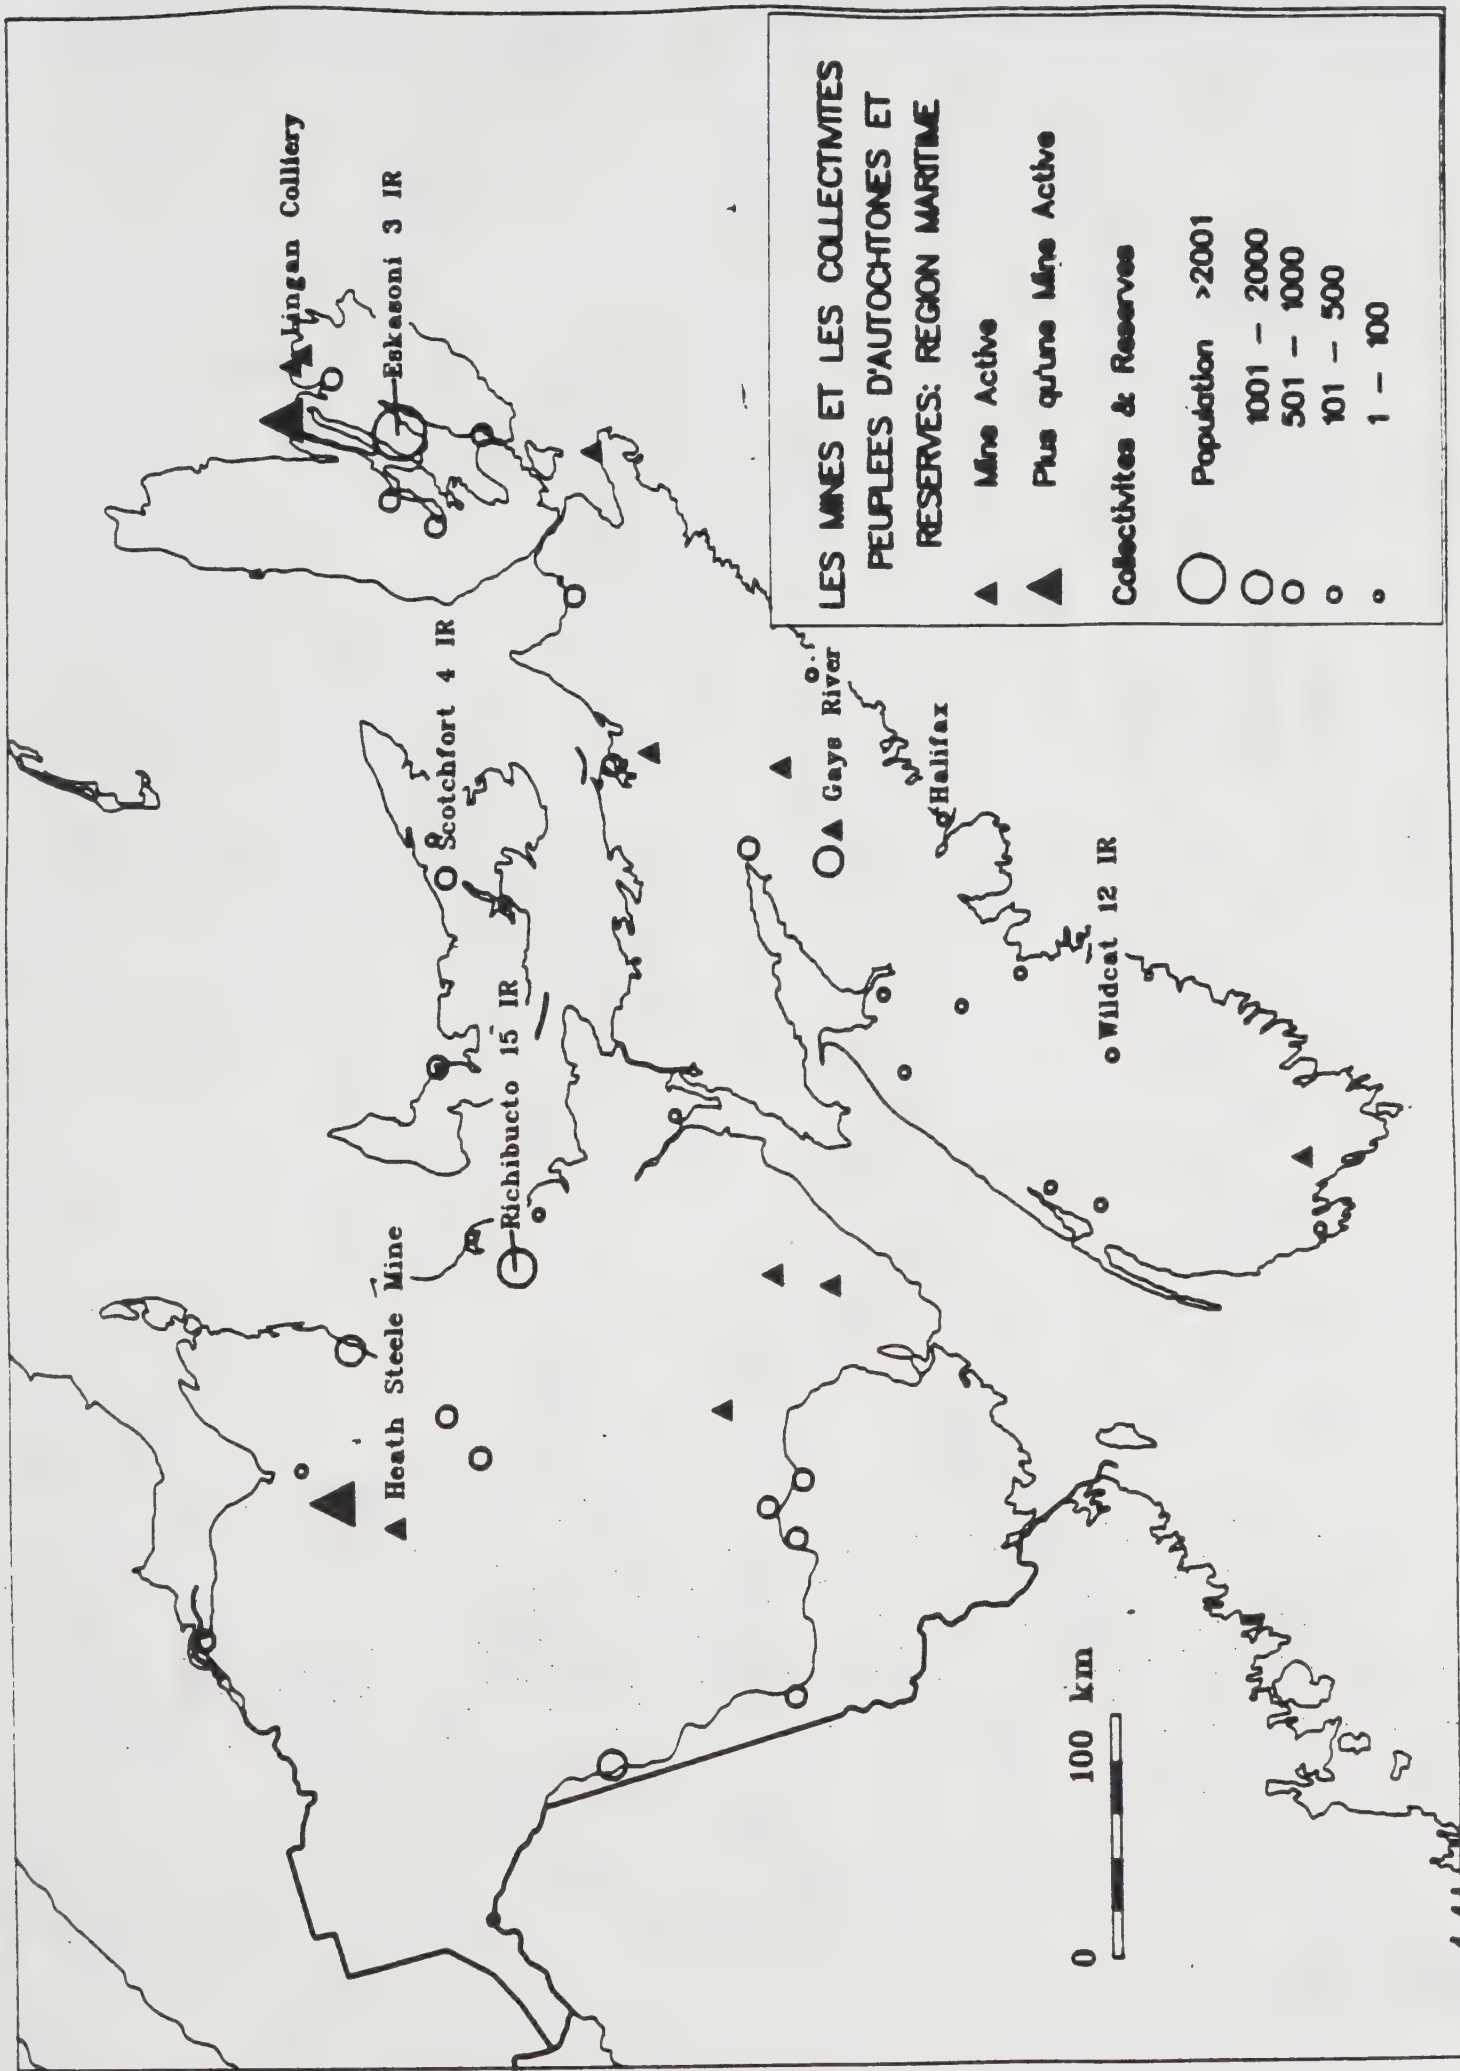 Lingan Colliery
Eskasoni 3 IR
Scotchfort 4 IR
Richibucto 15 IR
Heath Steele Mine
Gays River
Halifax
Wildcat 12 IR
0 100 km
LES MINES ET LES COLLECTIVITES
PEUPLEES D'AUTOCHTONES ET
RESERVES: REGION MARITIME
Mine Active
Plus qu'une Mine Active
Collectivites & Reserves
Population >2001
1001 - 2000
501 - 1000
101 - 500
1 - 100